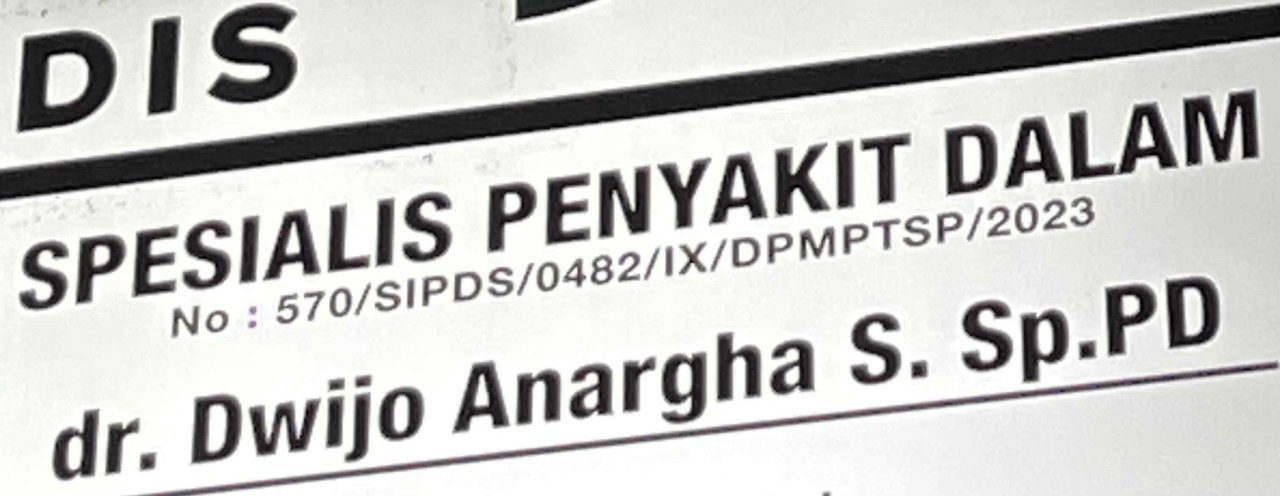 DIS
SPESIALIS PENYAKIT DALAM
No : 570/SIPDS/0482/IX/DPMPTSP/2023
dr. Dwijo Anargha S. Sp.PD